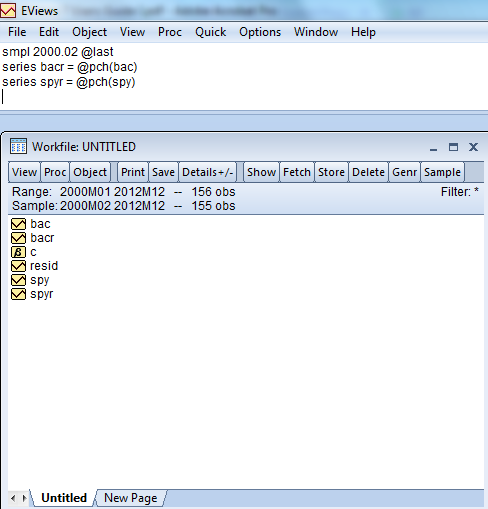 EViews
File Edit Object View Proc Quick Options Window Help
smpl 2000.02 @last
series bacr = @pch(bac)
series spyr = @pch(spy)
Workfile: UNTITLED
View Proc Object Print Save Details+/- Show Fetch Store Delete Genr Sample
Range: 2000M01 2012M12 -- 156 obs Filter: *
Sample: 2000M02 2012M12 -- 155 obs
bac
bacr
β c
resid
spy
spyr
Untitled New Page